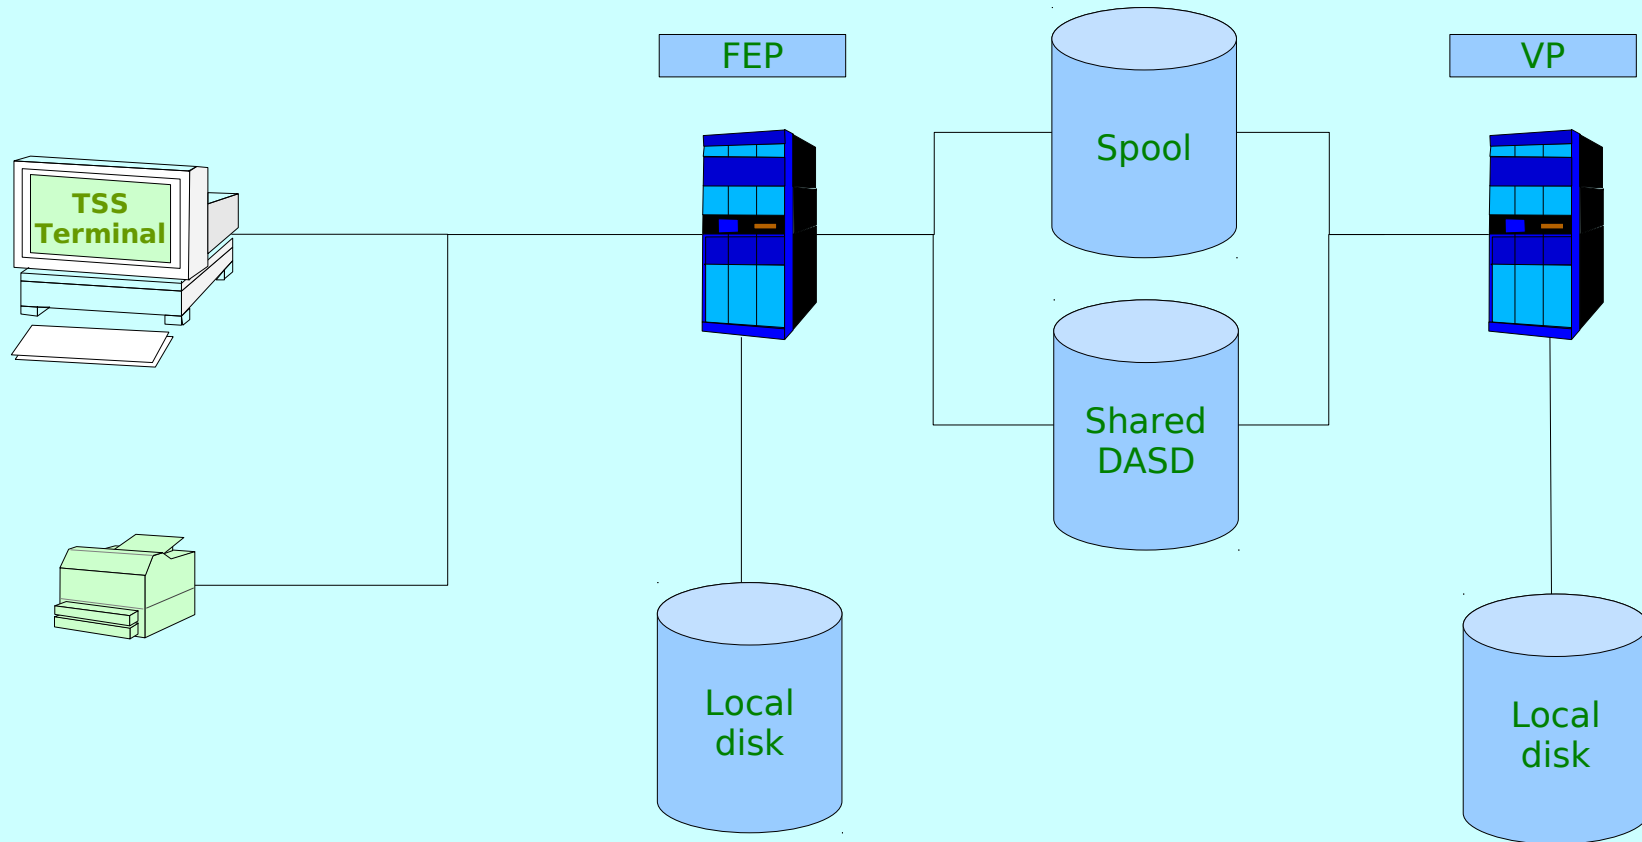 FEP
VP
Spool
TSS
Terminal
Shared
DASD
Local
disk
Local
disk